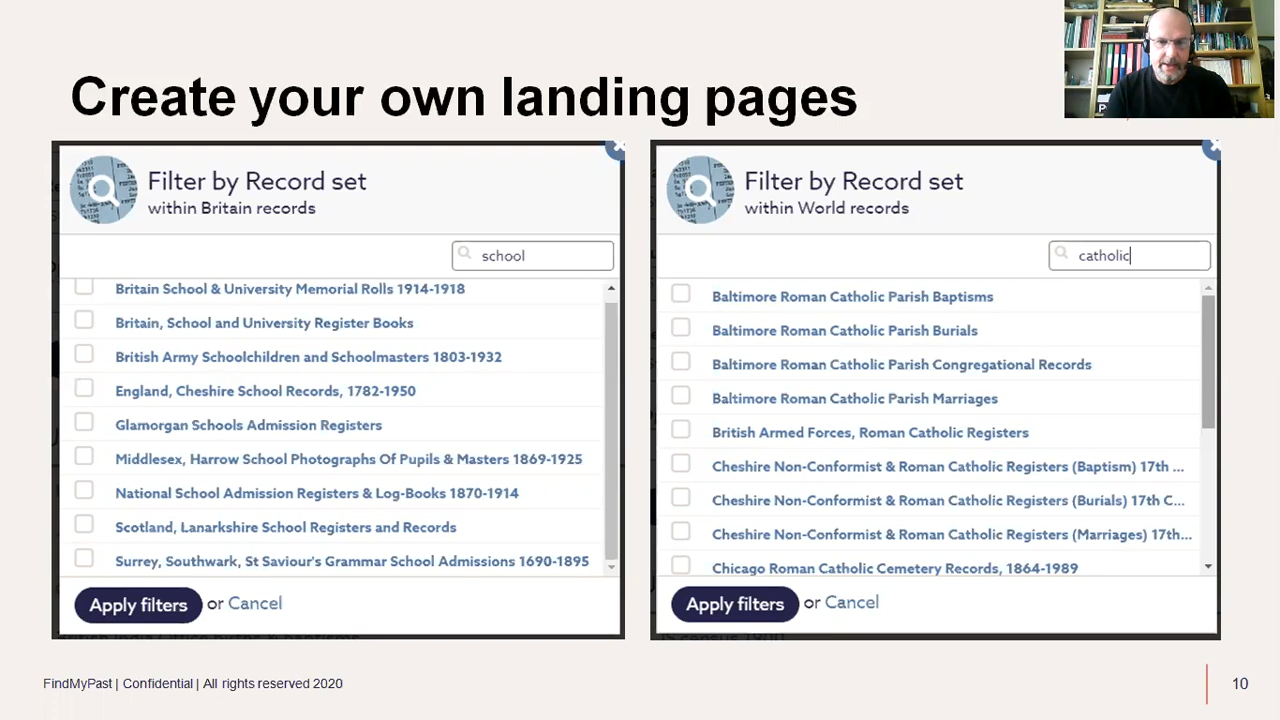 Create your own landing pages
Filter by Record set
within Britain records
school
Britain School & University Memorial Rolls 1914-1918
Britain, School and University Register Books
British Army Schoolchildren and Schoolmasters 1803-1932
England, Cheshire School Records, 1782-1950
Glamorgan Schools Admission Registers
Middlesex, Harrow School Photographs Of Pupils & Masters 1869-1925
National School Admission Registers & Log-Books 1870-1914
Scotland, Lanarkshire School Registers and Records
Surrey, Southwark, St Saviour's Grammar School Admissions 1690-1895
Apply filters or Cancel
Filter by Record set
within World records
catholic
Baltimore Roman Catholic Parish Baptisms
Baltimore Roman Catholic Parish Burials
Baltimore Roman Catholic Parish Congregational Records
Baltimore Roman Catholic Parish Marriages
British Armed Forces, Roman Catholic Registers
Cheshire Non-Conformist & Roman Catholic Registers (Baptism) 17th ...
Cheshire Non-Conformist & Roman Catholic Registers (Burials) 17th C...
Cheshire Non-Conformist & Roman Catholic Registers (Marriages) 17th...
Chicago Roman Catholic Cemetery Records, 1864-1989
Apply filters or Cancel
FindMyPast | Confidential | All rights reserved 2020
10